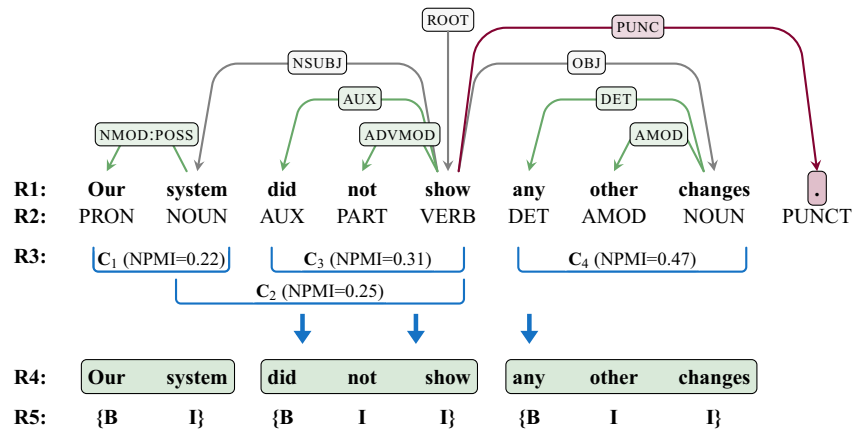 ROOT
PUNC
NSUBJ
OBJ
AUX
DET
NMOD:POSS
ADVMOD
AMOD
R1: Our system did not show any other changes .
R2: PRON NOUN AUX PART VERB DET AMOD NOUN PUNCT
R3: C1 (NPMI=0.22) C3 (NPMI=0.31) C4 (NPMI=0.47)
C2 (NPMI=0.25)
R4: Our system did not show any other changes
R5: {B I} {B I I} {B I I}